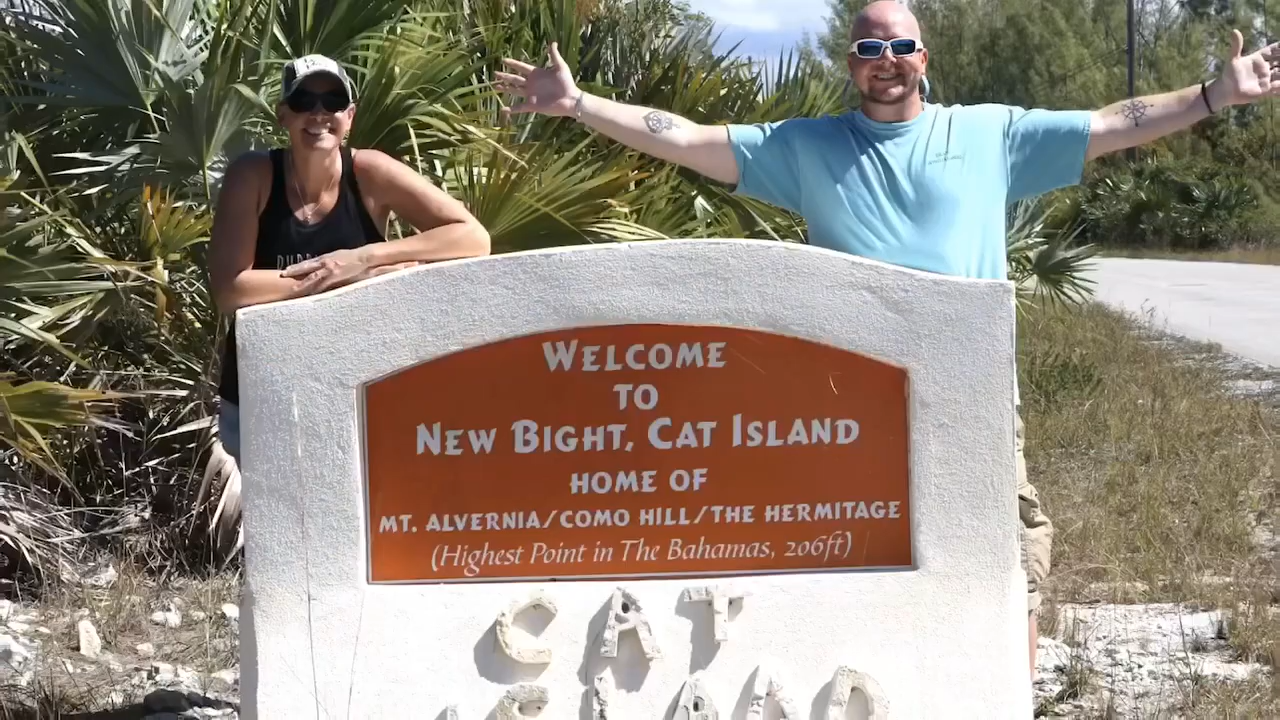 WELCOME
TO
NEW BIGHT, CAT ISLAND
HOME OF
MT. ALVERNIA/COMO HILL/THE HERMITAGE
(Highest Point in The Bahamas, 206ft)
CAT